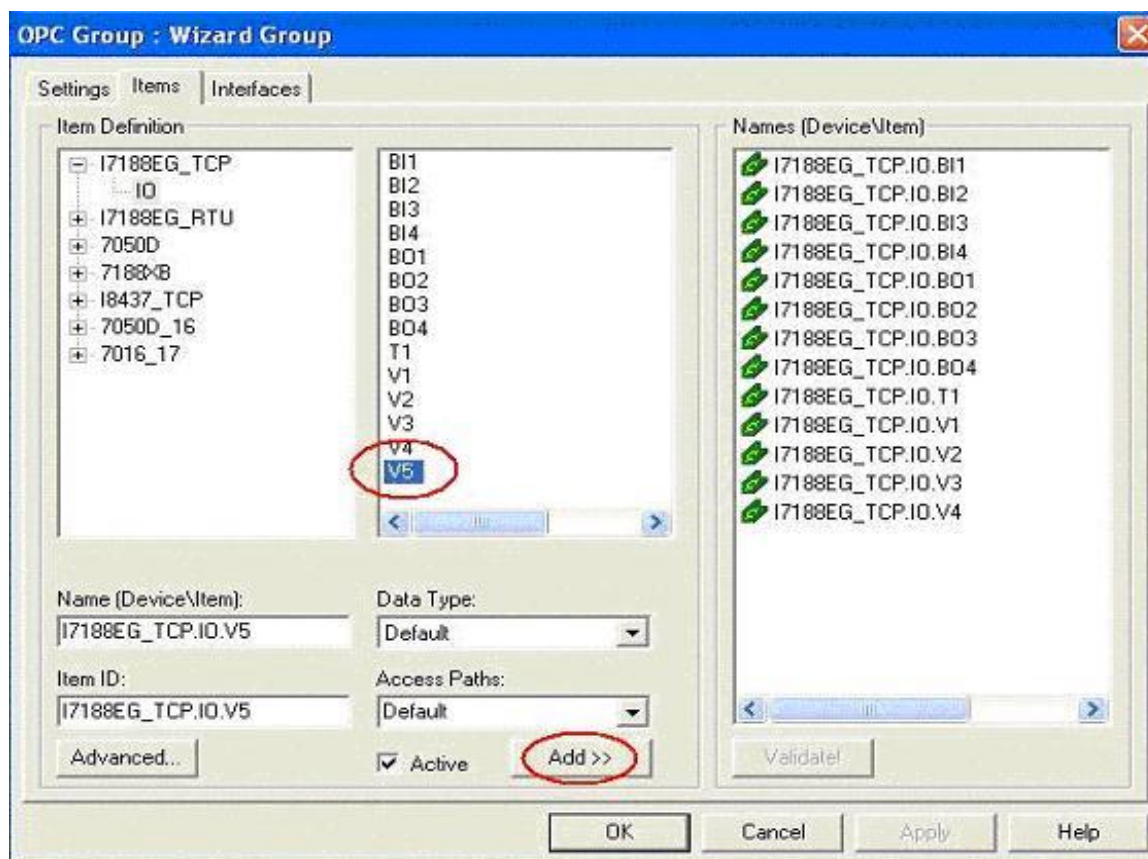 OPC Group : Wizard Group
Settings
Items
Interfaces
Item Definition
I7188EG_TCP
IO
I7188EG_RTU
7050D
7188XB
I8437_TCP
7050D_16
7016_17
BI1
BI2
BI3
BI4
BO1
BO2
BO3
BO4
T1
V1
V2
V3
V4
V5
Name (Device\Item):
I7188EG_TCP.IO.V5
Data Type:
Default
Item ID:
I7188EG_TCP.IO.V5
Access Paths:
Default
Advanced...
Active
Add >>
Names (Device\Item)
I7188EG_TCP.IO.BI1
I7188EG_TCP.IO.BI2
I7188EG_TCP.IO.BI3
I7188EG_TCP.IO.BI4
I7188EG_TCP.IO.BO1
I7188EG_TCP.IO.BO2
I7188EG_TCP.IO.BO3
I7188EG_TCP.IO.BO4
I7188EG_TCP.IO.T1
I7188EG_TCP.IO.V1
I7188EG_TCP.IO.V2
I7188EG_TCP.IO.V3
I7188EG_TCP.IO.V4
Validate!
OK
Cancel
Apply
Help